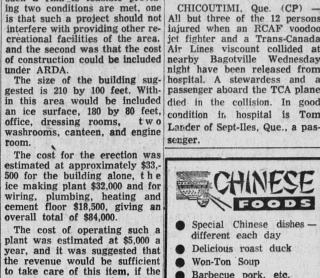 ing two conditions are met. one
is that such a project should not
interfere with providing other re-
creational facilities of the area,
and the second was that the cost
of construction could be included
under ARDA.
The size of the building sug-
gested is 210 by 100 feet. With-
in this area would be included
an ice surface, 180 by 80 feet,
office, dressing rooms, two
washrooms, canteen, and engine
room.
The cost for the erection was
estimated at approximately $33,-
500 for the building alone, the
ice making plant $32,000 and for
wiring, plumbing, heating and
cement floor $18,500, giving an
overall total of $84,000.
The cost of operating such a
plant was estimated at $5,000 a
year, and it was suggested that
the revenue would be sufficient
to take care of this item, if the
CHICOUTIMI, Que. (CP) —
All but three of the 12 persons
injured when an RCAF voodoo
jet fighter and a Trans-Canada
Air Lines viscount collided at
nearby Bagotville Wednesday
night have been released from
hospital. A stewardess and a
passenger aboard the TCA plane
died in the collision. In good
condition in hospital is Tom
Lander of Sept-Iles, Que., a pas-
senger.
CHINESE
FOODS
● Special Chinese dishes —
different each day
● Delicious roast duck
● Won-Ton Soup
● Barbecue pork, etc.